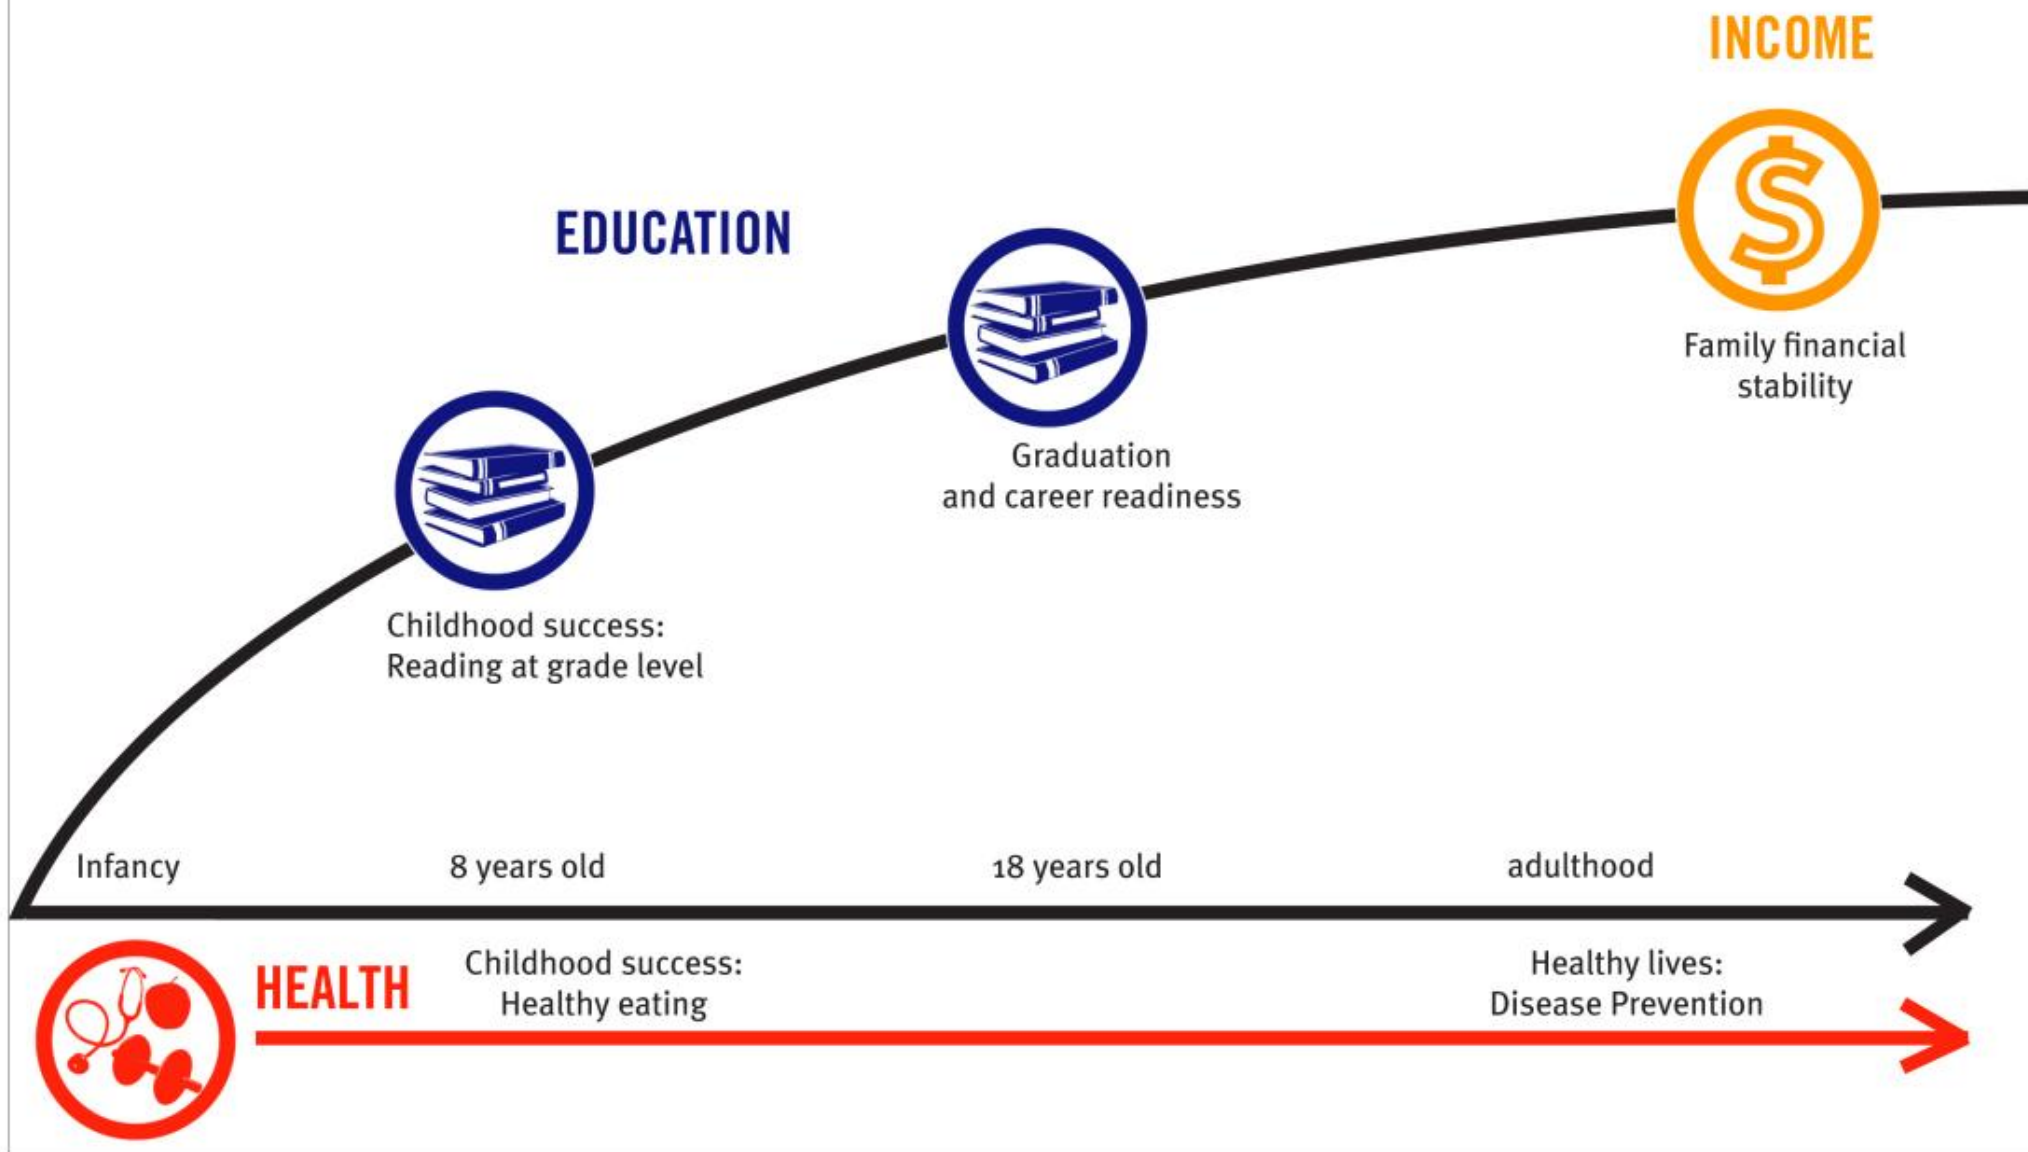 INCOME
EDUCATION
Family financial
stability
Graduation
and career readiness
Childhood success:
Reading at grade level
Infancy
8 years old
18 years old
adulthood
HEALTH
Childhood success:
Healthy eating
Healthy lives:
Disease Prevention